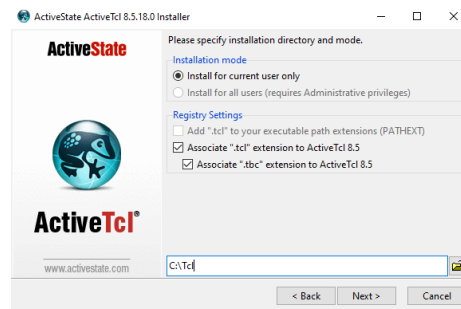 ActiveState ActiveTcl 8.5.18.0 Installer
ActiveState
Please specify installation directory and mode.
Installation mode
Install for current user only
Install for all users (requires Administrative privileges)
Registry Settings
Add ".tcl" to your executable path extensions (PATHEXT)
Associate ".tcl" extension to ActiveTcl 8.5
Associate ".tbc" extension to ActiveTcl 8.5
ActiveTcl®
www.activestate.com
C:\Tcl
< Back
Next >
Cancel